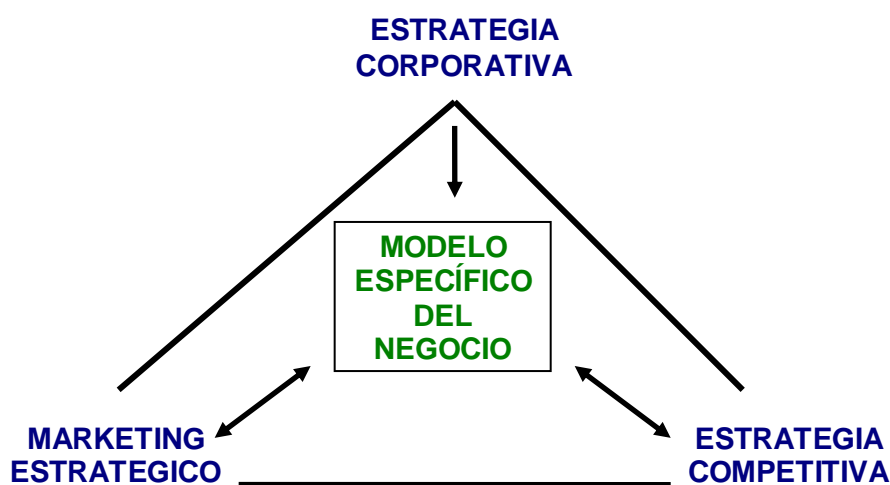 ESTRATEGIA
CORPORATIVA
MODELO
ESPECÍFICO
DEL
NEGOCIO
MARKETING
ESTRATEGICO
ESTRATEGIA
COMPETITIVA